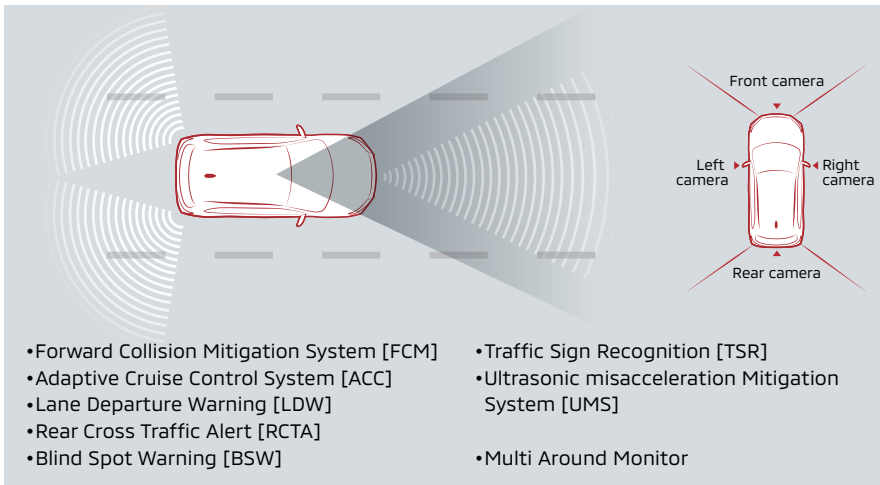 Front camera
Left
camera
Right
camera
Rear camera
•Forward Collision Mitigation System [FCM]
•Adaptive Cruise Control System [ACC]
•Lane Departure Warning [LDW]
•Rear Cross Traffic Alert [RCTA]
•Blind Spot Warning [BSW]
•Traffic Sign Recognition [TSR]
•Ultrasonic misacceleration Mitigation
System [UMS]
•Multi Around Monitor